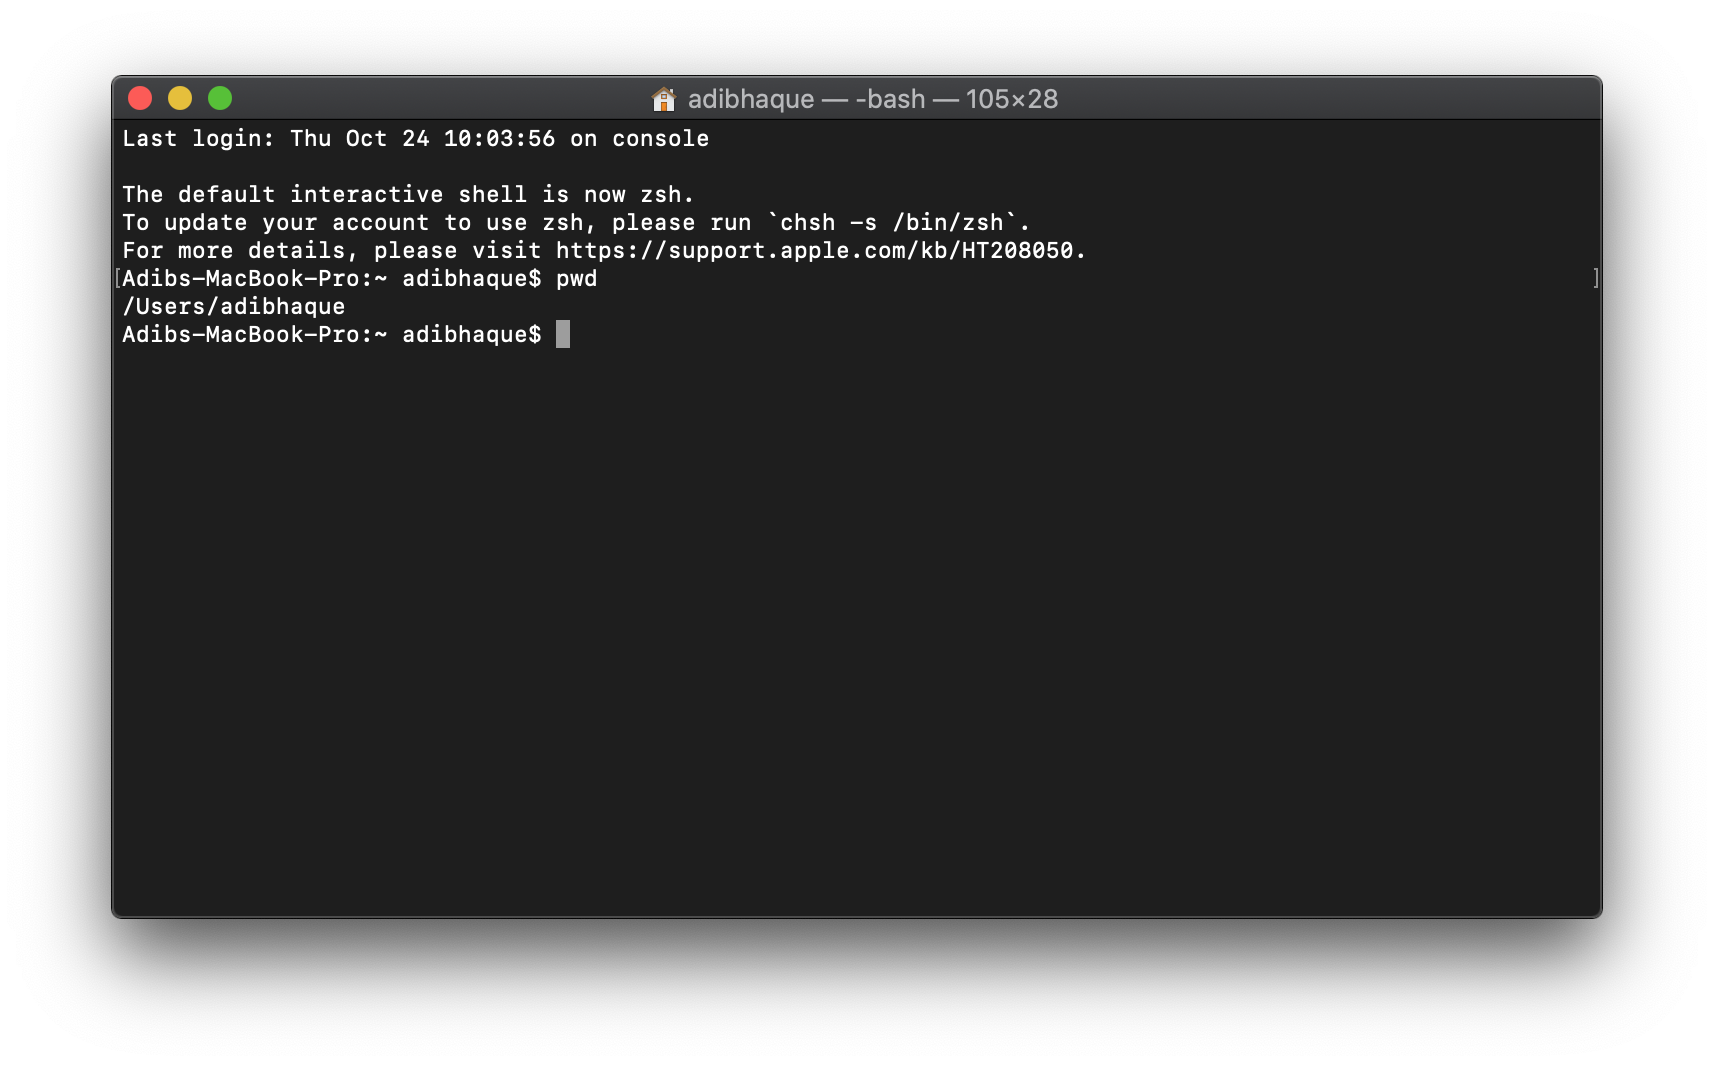 adibhaque — -bash — 105×28
Last login: Thu Oct 24 10:03:56 on console
The default interactive shell is now zsh.
To update your account to use zsh, please run `chsh -s /bin/zsh`.
For more details, please visit https://support.apple.com/kb/HT208050.
[Adibs-MacBook-Pro:~ adibhaque$ pwd ]
/Users/adibhaque
Adibs-MacBook-Pro:~ adibhaque$